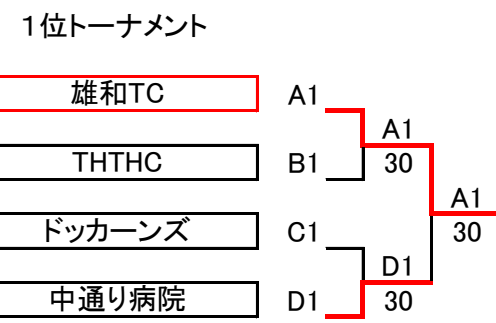 1位トーナメント
雄和TC A1
A1
THTHC B1 30
A1
ドッカーンズ C1 30
D1
中通り病院 D1 30